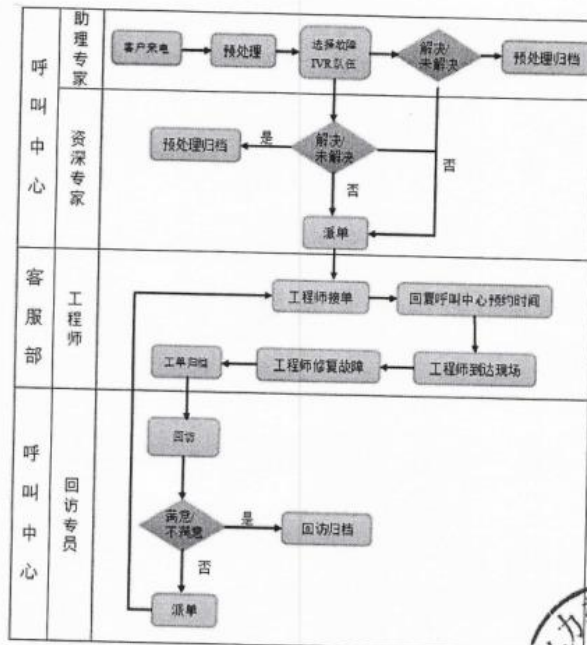 呼叫中心
助理专家
客户来电
预处理
选择故障
IVR 队伍
解决/
未解决
预处理归档
资深专家
预处理归档
是
解决/
未解决
否
否
派单
客服部
工程师
工程师接单
回复呼叫中心预约时间
工单归档
工程师修复故障
工程师到达现场
呼叫中心
回访专员
回访
满意/
不满意
是
回访归档
否
派单
力